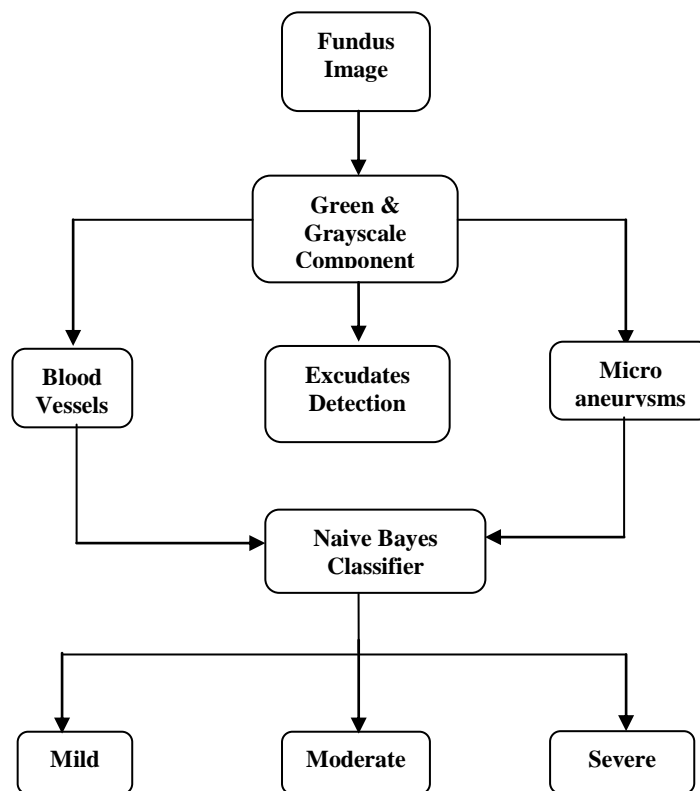 Fundus
Image
Green &
Grayscale
Component
Blood
Vessels
Excudates
Detection
Micro
aneurysms
Naive Bayes
Classifier
Mild
Moderate
Severe